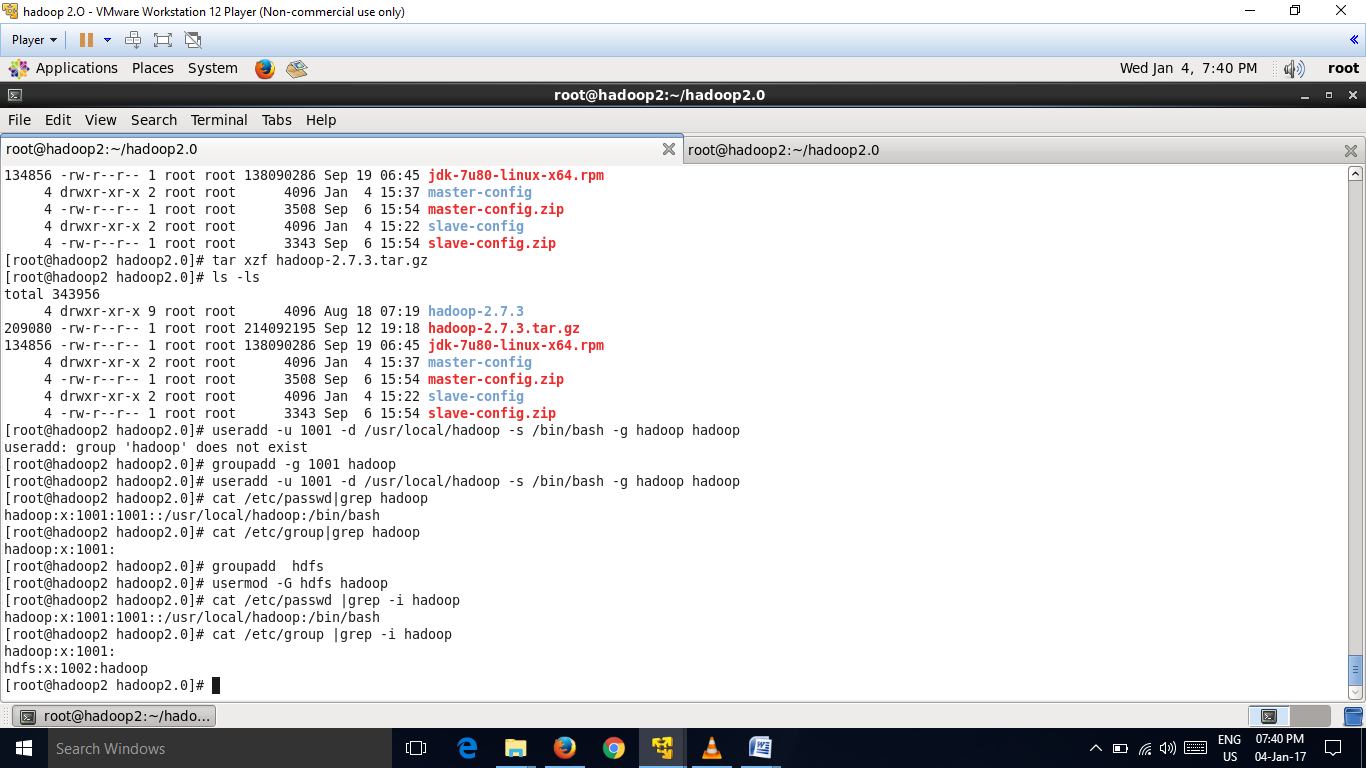 hadoop 2.O - VMware Workstation 12 Player (Non-commercial use only)
Player
Applications Places System Wed Jan 4, 7:40 PM root
root@hadoop2:~/hadoop2.0
File Edit View Search Terminal Tabs Help
root@hadoop2:~/hadoop2.0 root@hadoop2:~/hadoop2.0
134856 -rw-r--r-- 1 root root 138090286 Sep 19 06:45 jdk-7u80-linux-x64.rpm
4 drwxr-xr-x 2 root root 4096 Jan 4 15:37 master-config
4 -rw-r--r-- 1 root root 3508 Sep 6 15:54 master-config.zip
4 drwxr-xr-x 2 root root 4096 Jan 4 15:22 slave-config
4 -rw-r--r-- 1 root root 3343 Sep 6 15:54 slave-config.zip
[root@hadoop2 hadoop2.0]# tar xzf hadoop-2.7.3.tar.gz
[root@hadoop2 hadoop2.0]# ls -ls
total 343956
4 drwxr-xr-x 9 root root 4096 Aug 18 07:19 hadoop-2.7.3
209080 -rw-r--r-- 1 root root 214092195 Sep 12 19:18 hadoop-2.7.3.tar.gz
134856 -rw-r--r-- 1 root root 138090286 Sep 19 06:45 jdk-7u80-linux-x64.rpm
4 drwxr-xr-x 2 root root 4096 Jan 4 15:37 master-config
4 -rw-r--r-- 1 root root 3508 Sep 6 15:54 master-config.zip
4 drwxr-xr-x 2 root root 4096 Jan 4 15:22 slave-config
4 -rw-r--r-- 1 root root 3343 Sep 6 15:54 slave-config.zip
[root@hadoop2 hadoop2.0]# useradd -u 1001 -d /usr/local/hadoop -s /bin/bash -g hadoop hadoop
useradd: group 'hadoop' does not exist
[root@hadoop2 hadoop2.0]# groupadd -g 1001 hadoop
[root@hadoop2 hadoop2.0]# useradd -u 1001 -d /usr/local/hadoop -s /bin/bash -g hadoop hadoop
[root@hadoop2 hadoop2.0]# cat /etc/passwd|grep hadoop
hadoop:x:1001:1001::/usr/local/hadoop:/bin/bash
[root@hadoop2 hadoop2.0]# cat /etc/group|grep hadoop
hadoop:x:1001:
[root@hadoop2 hadoop2.0]# groupadd  hdfs
[root@hadoop2 hadoop2.0]# usermod -G hdfs hadoop
[root@hadoop2 hadoop2.0]# cat /etc/passwd |grep -i hadoop
hadoop:x:1001:1001::/usr/local/hadoop:/bin/bash
[root@hadoop2 hadoop2.0]# cat /etc/group |grep -i hadoop
hadoop:x:1001:
hdfs:x:1002:hadoop
[root@hadoop2 hadoop2.0]#
root@hadoop2:~/hado...
Search Windows ENG 07:40 PM
US 04-Jan-17